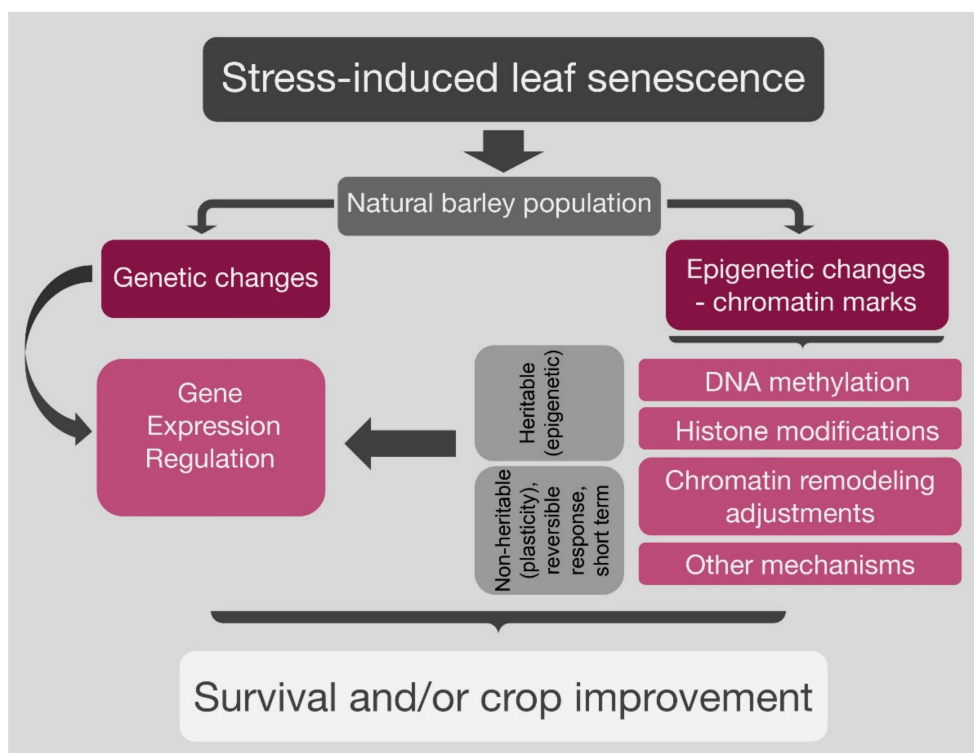 Stress-induced leaf senescence
Natural barley population
Genetic changes
Epigenetic changes
- chromatin marks
Gene
Expression
Regulation
Heritable
(epigenetic)
Non-heritable
(plasticity),
reversible
response,
short term
DNA methylation
Histone modifications
Chromatin remodeling
adjustments
Other mechanisms
Survival and/or crop improvement